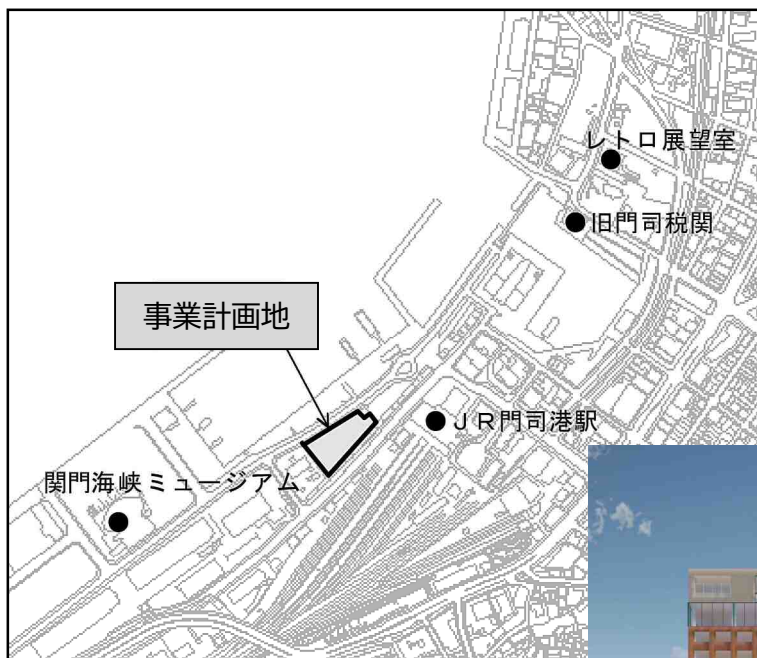 レトロ展望室
旧門司税関
事業計画地
ＪＲ門司港駅
関門海峡ミュージアム